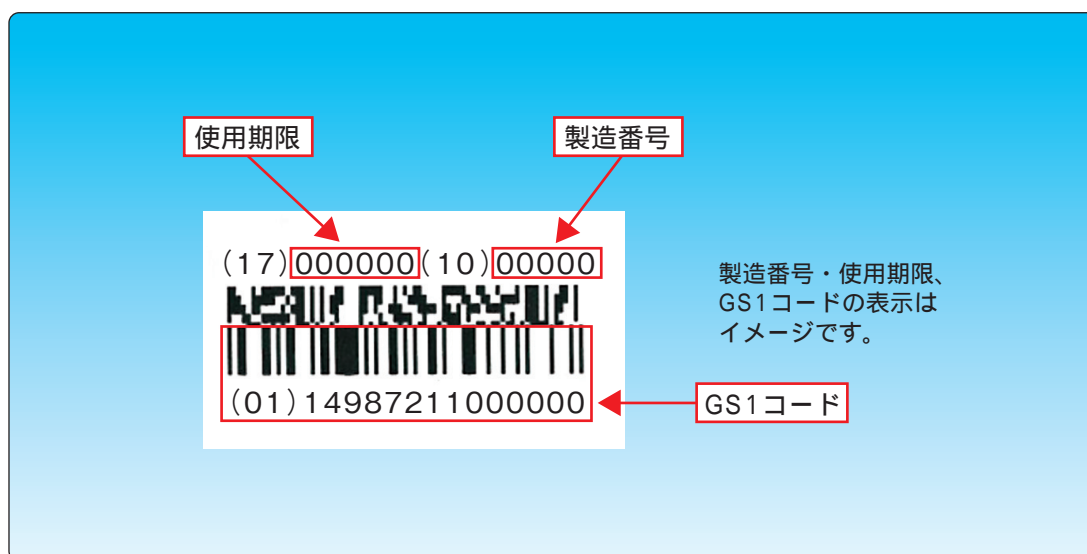 使用期限
製造番号
(17)000000(10)00000
(01)14987211000000
製造番号・使用期限、
GS1コードの表示は
イメージです。
GS1コード